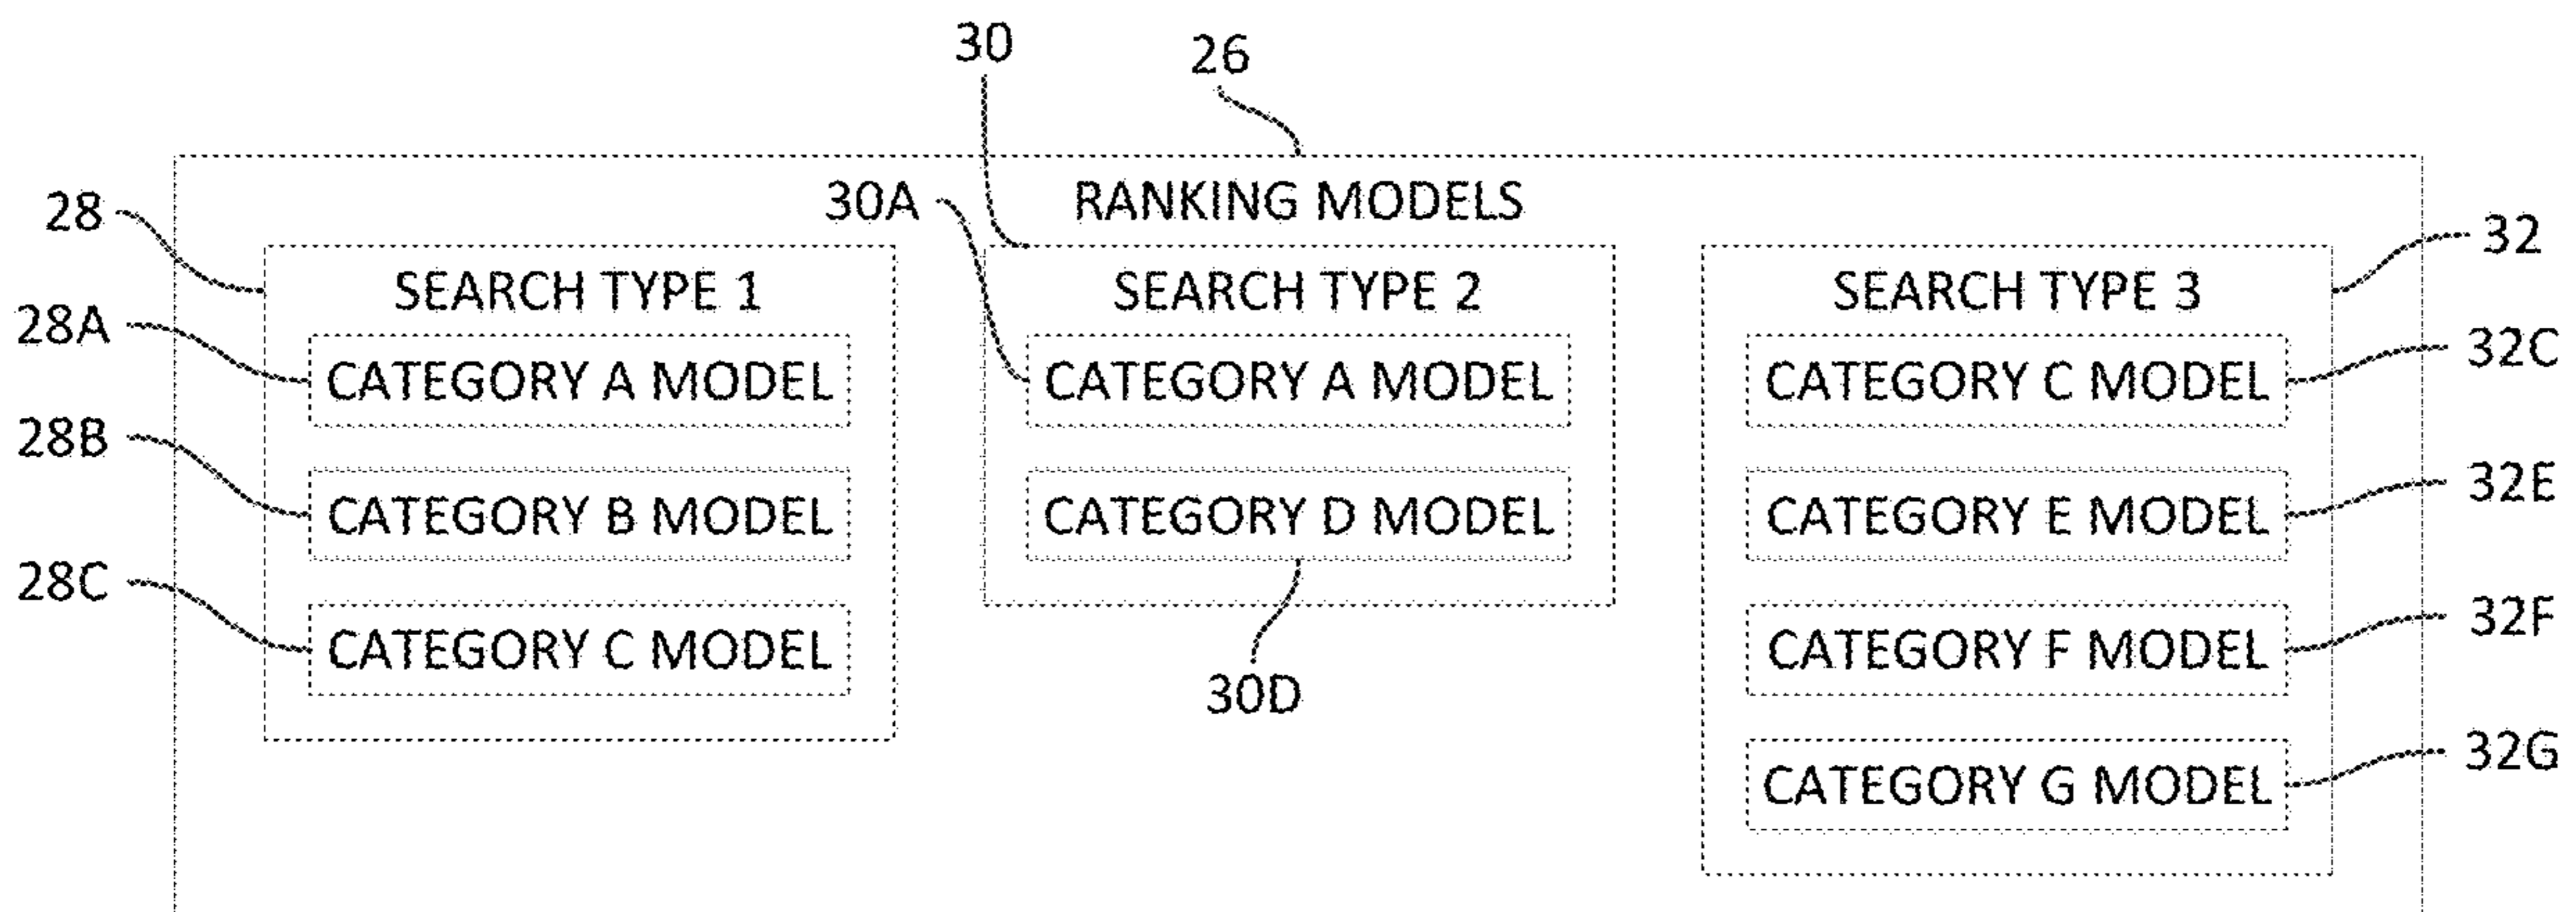 30
26
RANKING MODELS
28
30A
32
SEARCH TYPE 1
SEARCH TYPE 2
SEARCH TYPE 3
28A
CATEGORY A MODEL
30A
CATEGORY A MODEL
CATEGORY C MODEL
32C
28B
CATEGORY B MODEL
CATEGORY D MODEL
CATEGORY E MODEL
32E
28C
CATEGORY C MODEL
30D
CATEGORY F MODEL
32F
CATEGORY G MODEL
32G